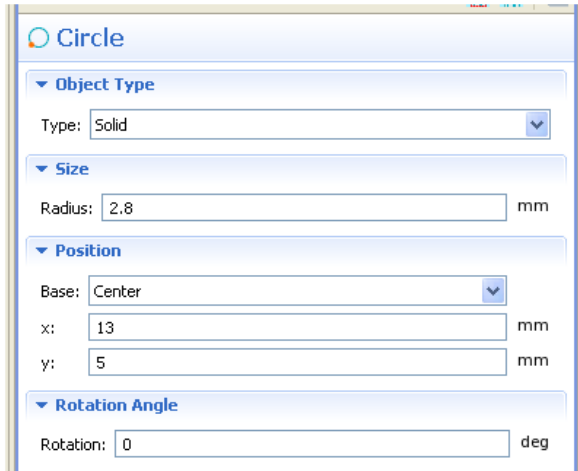 Circle
Object Type
Type: Solid
Size
Radius: 2.8 mm
Position
Base: Center
x: 13 mm
y: 5 mm
Rotation Angle
Rotation: 0 deg